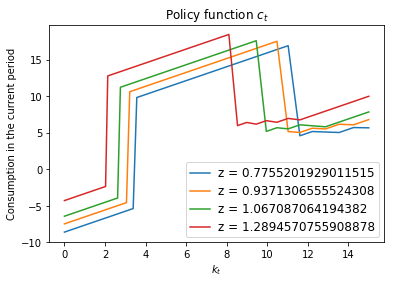 Policy function c_t
Consumption in the current period
15
10
5
0
−5
−10
z = 0.7755201929011515
z = 0.9371306555524308
z = 1.067087064194382
z = 1.2894570755908878
0 2 4 6 8 10 12 14
k_t